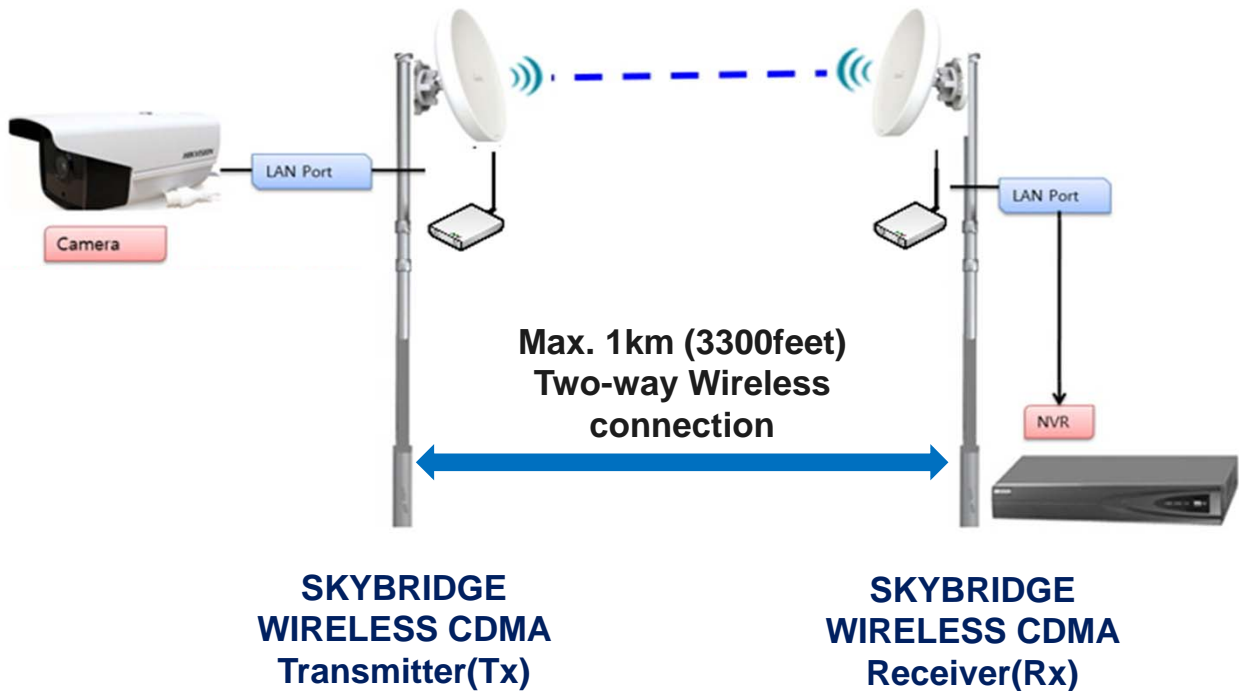 HIKVISION
LAN Port
LAN Port
Camera
Max. 1km (3300feet)
Two-way Wireless
connection
NVR
SKYBRIDGE
WIRELESS CDMA
Transmitter(Tx)
SKYBRIDGE
WIRELESS CDMA
Receiver(Rx)